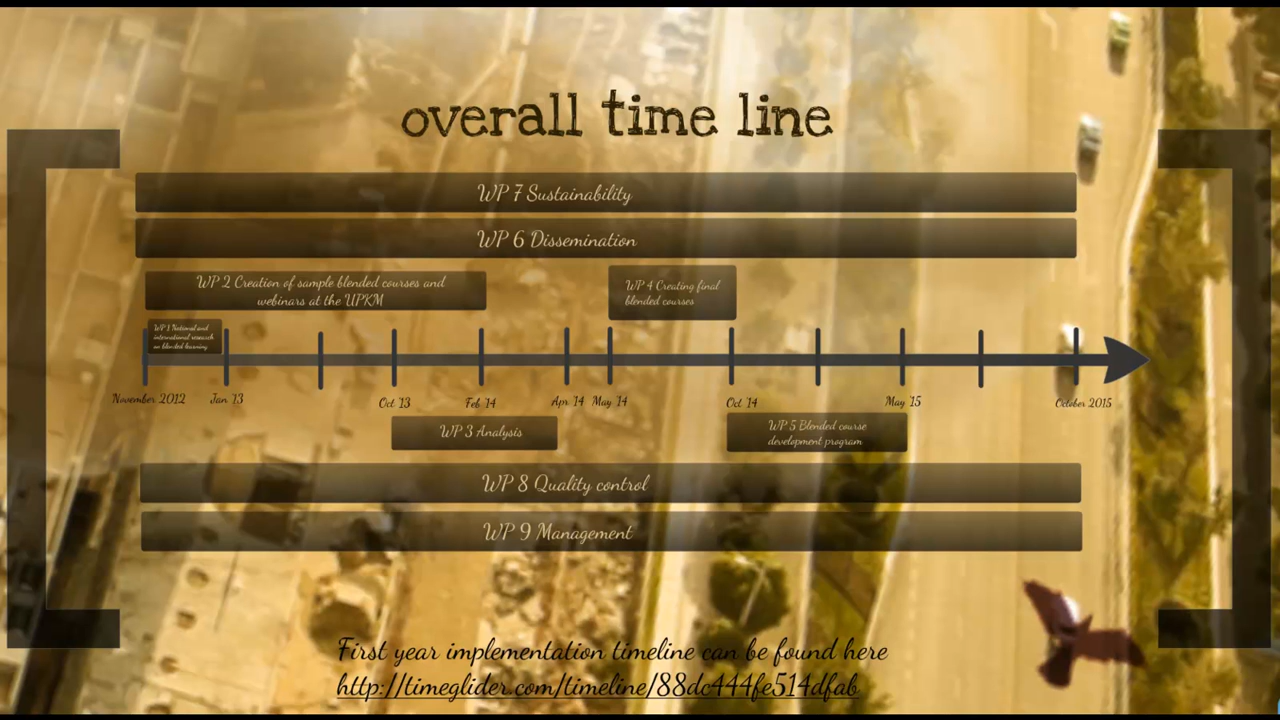 overall time line
WP 7 Sustainability
WP 6 Dissemination
WP 2 Creation of sample blended courses and
webinars at the UPKM
WP 4 Creating final
blended courses
WP 1 National and
international research
on blended learning
November 2012
Jan '13
Oct '13
Feb '14
Apr '14
May '14
Oct '14
May '15
October 2015
WP 3 Analysis
WP 5 Blended course
development program
WP 8 Quality control
WP 9 Management
First year implementation timeline can be found here
http://timeglider.com/timeline/88dc444fe514dfab